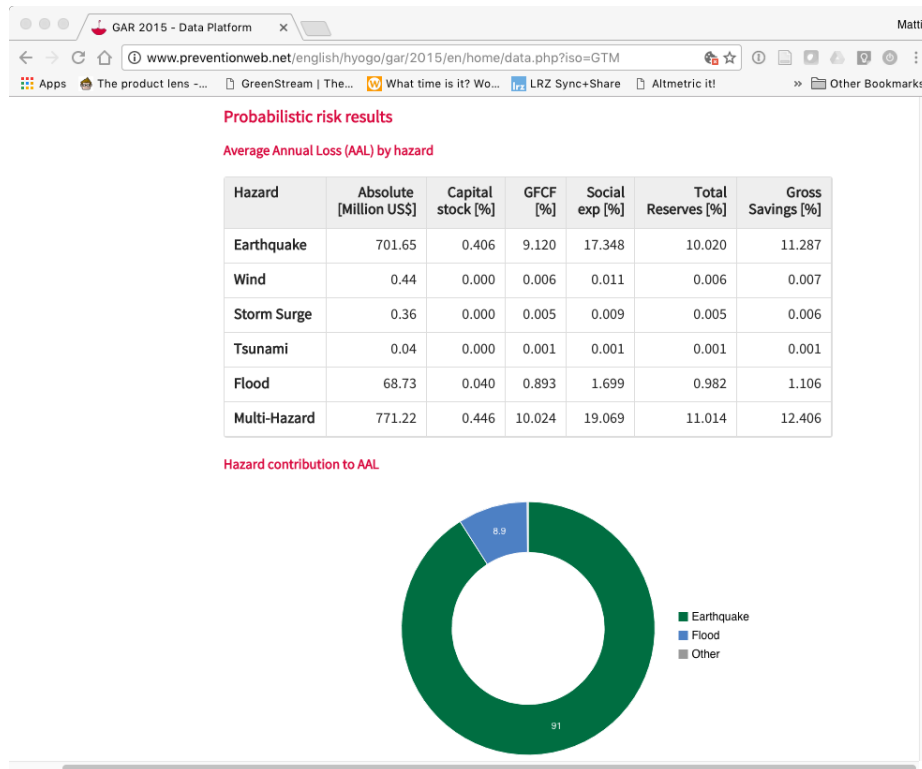 GAR 2015 - Data Platform
Matti
www.preventionweb.net/english/hyogo/gar/2015/en/home/data.php?iso=GTM
Apps The product lens -... GreenStream | The... What time is it? Wo... LRZ Sync+Share Altmetric it! » Other Bookmarks
Probabilistic risk results
Average Annual Loss (AAL) by hazard
Hazard Absolute Capital GFCF Social Total Gross
[Million US$] stock [%] [%] exp [%] Reserves [%] Savings [%]
Earthquake 701.65 0.406 9.120 17.348 10.020 11.287
Wind 0.44 0.000 0.006 0.011 0.006 0.007
Storm Surge 0.36 0.000 0.005 0.009 0.005 0.006
Tsunami 0.04 0.000 0.001 0.001 0.001 0.001
Flood 68.73 0.040 0.893 1.699 0.982 1.106
Multi-Hazard 771.22 0.446 10.024 19.069 11.014 12.406
Hazard contribution to AAL
8.9
Earthquake
Flood
Other
91